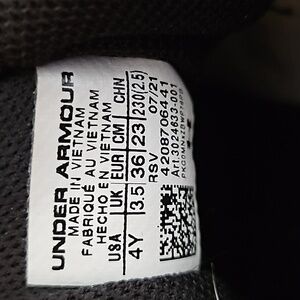 UNDER ARMOUR
MADE IN VIETNAM
FABRIQUÉ AU VIETNAM
HECHO EN VIETNAM
USA UK EUR CM CHN
4Y 3.5 36 23 230(2.5)
RSV 07/21
4208706441
Art.3024633-001